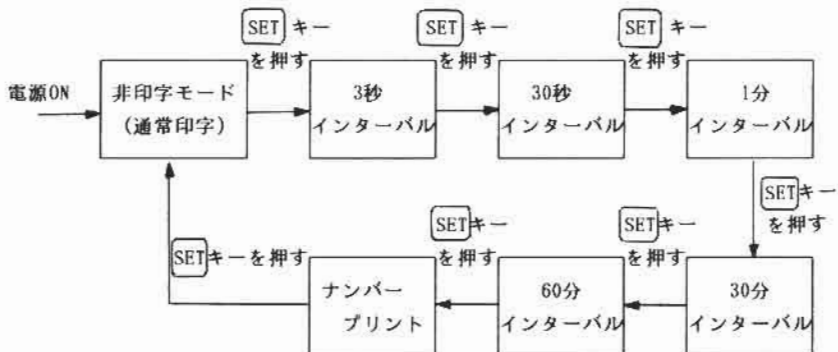 SET キー
を押す
SET キー
を押す
SET キー
を押す
電源ON
非印字モード
(通常印字)
3秒
インターバル
30秒
インターバル
1分
インターバル
SETキー
を押す
SETキーを押す
SETキー
を押す
SETキー
を押す
ナンバー
プリント
60分
インターバル
30分
インターバル